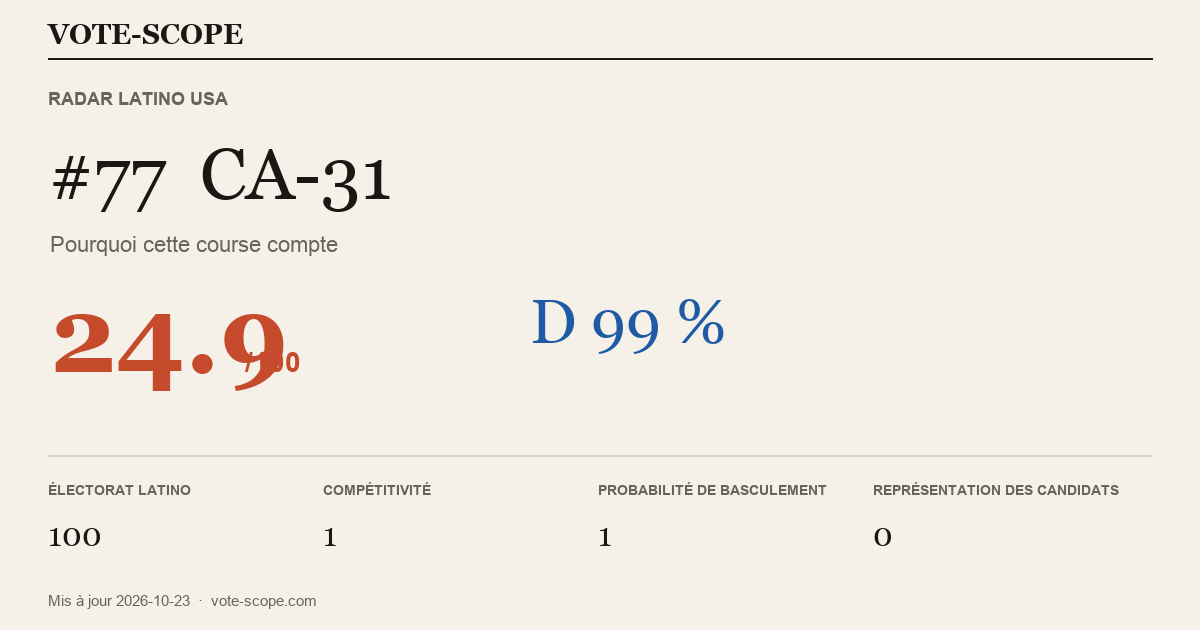 VOTE-SCOPE
RADAR LATINO USA
#77 CA-31
Pourquoi cette course compte
24.9 /100
D 99 %
ÉLECTORAT LATINO COMPÉTITIVITÉ PROBABILITÉ DE BASCULEMENT REPRÉSENTATION DES CANDIDATS
100 1 1 0
Mis à jour 2026-10-23 · vote-scope.com